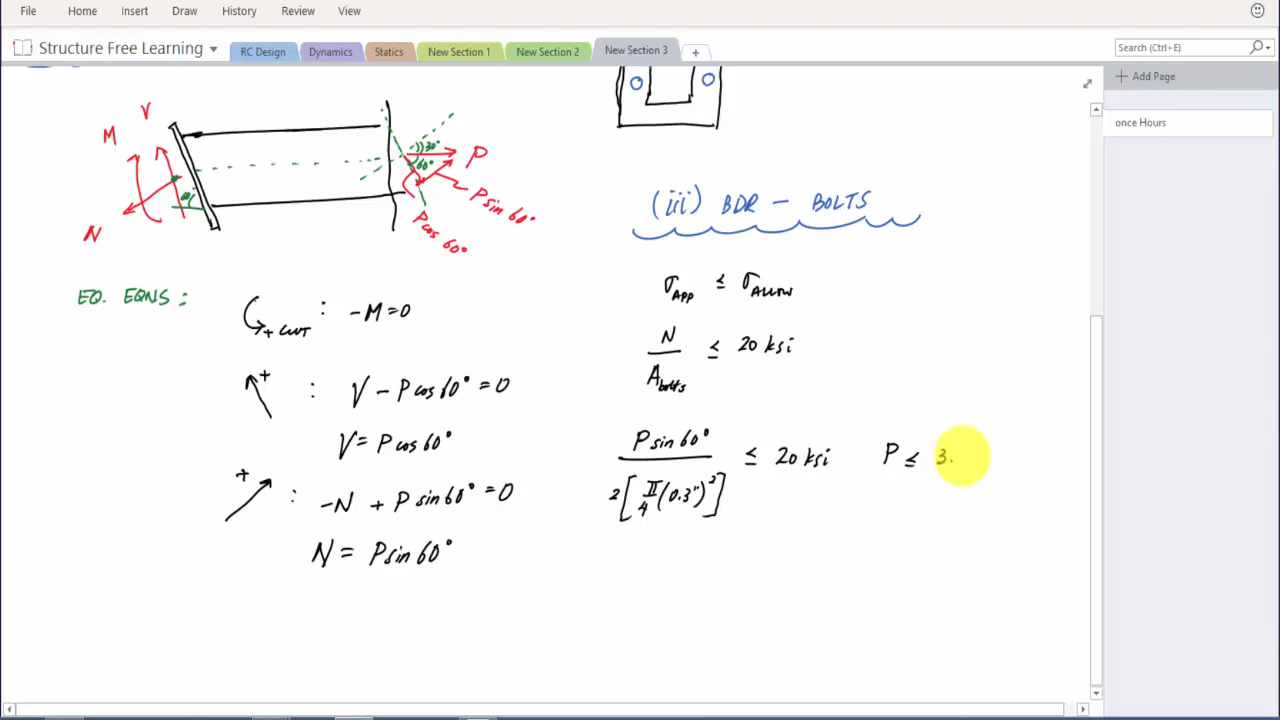 File Home Insert Draw History Review View
Structure Free Learning RC Design Dynamics Statics New Section 1 New Section 2 New Section 3 + Search (Ctrl+E)
+ Add Page
once Hours
M V
N
30°
60°
P
P sin 60°
P cos 60°
(iii) BDR - BOLTS
EQ. EQNS :
+ CWT : -M=0
+ : V - P cos 60° = 0
V = P cos 60°
+ : -N + P sin 60° = 0
N = P sin 60°
σAPP ≤ σALLOW
N / Abolts ≤ 20 ksi
P sin 60° / 2[π/4 (0.3")²] ≤ 20 ksi P ≤ 3.